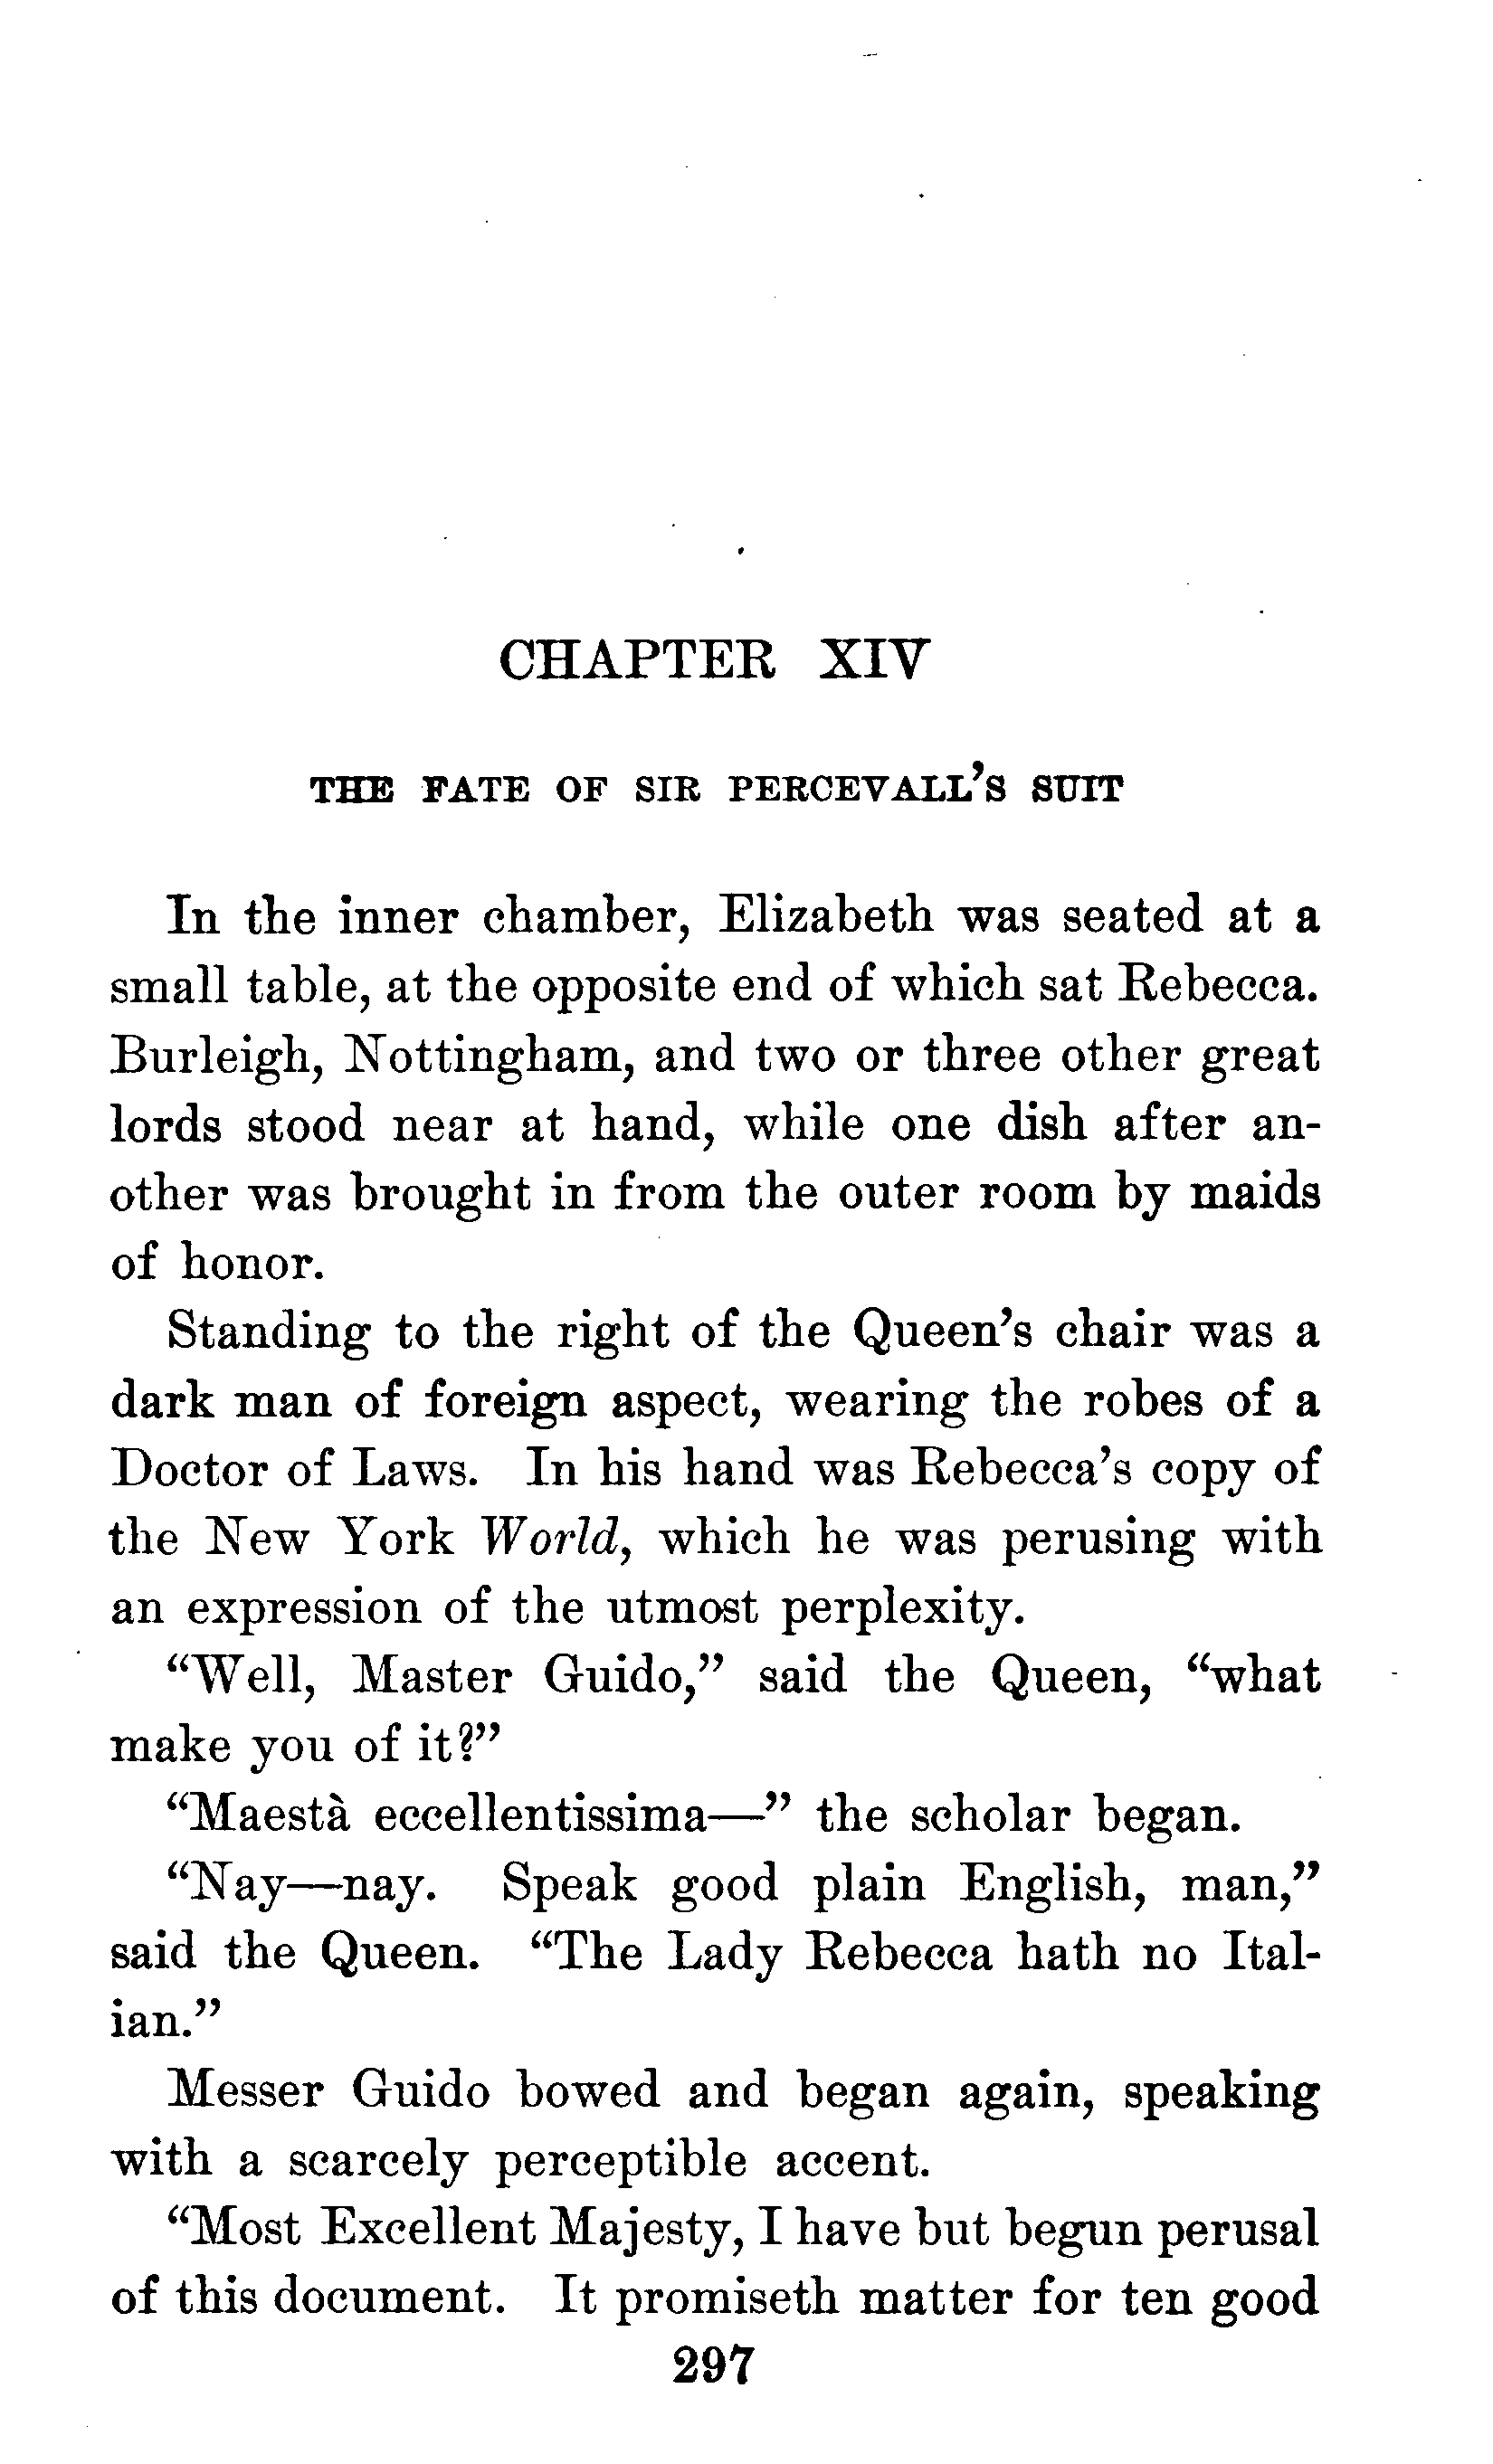 CHAPTER XIV
THE FATE OF SIR PERCEVALL'S SUIT
In the inner chamber, Elizabeth was seated at a
small table, at the opposite end of which sat Rebecca.
Burleigh, Nottingham, and two or three other great
lords stood near at hand, while one dish after an-
other was brought in from the outer room by maids
of honor.
Standing to the right of the Queen's chair was a
dark man of foreign aspect, wearing the robes of a
Doctor of Laws. In his hand was Rebecca's copy of
the New York World, which he was perusing with
an expression of the utmost perplexity.
“Well, Master Guido,” said the Queen, “what
make you of it?”
“Maestà eccellentissima—” the scholar began.
“Nay—nay. Speak good plain English, man,”
said the Queen. “The Lady Rebecca hath no Ital-
ian.”
Messer Guido bowed and began again, speaking
with a scarcely perceptible accent.
“Most Excellent Majesty, I have but begun perusal
of this document. It promiseth matter for ten good
297